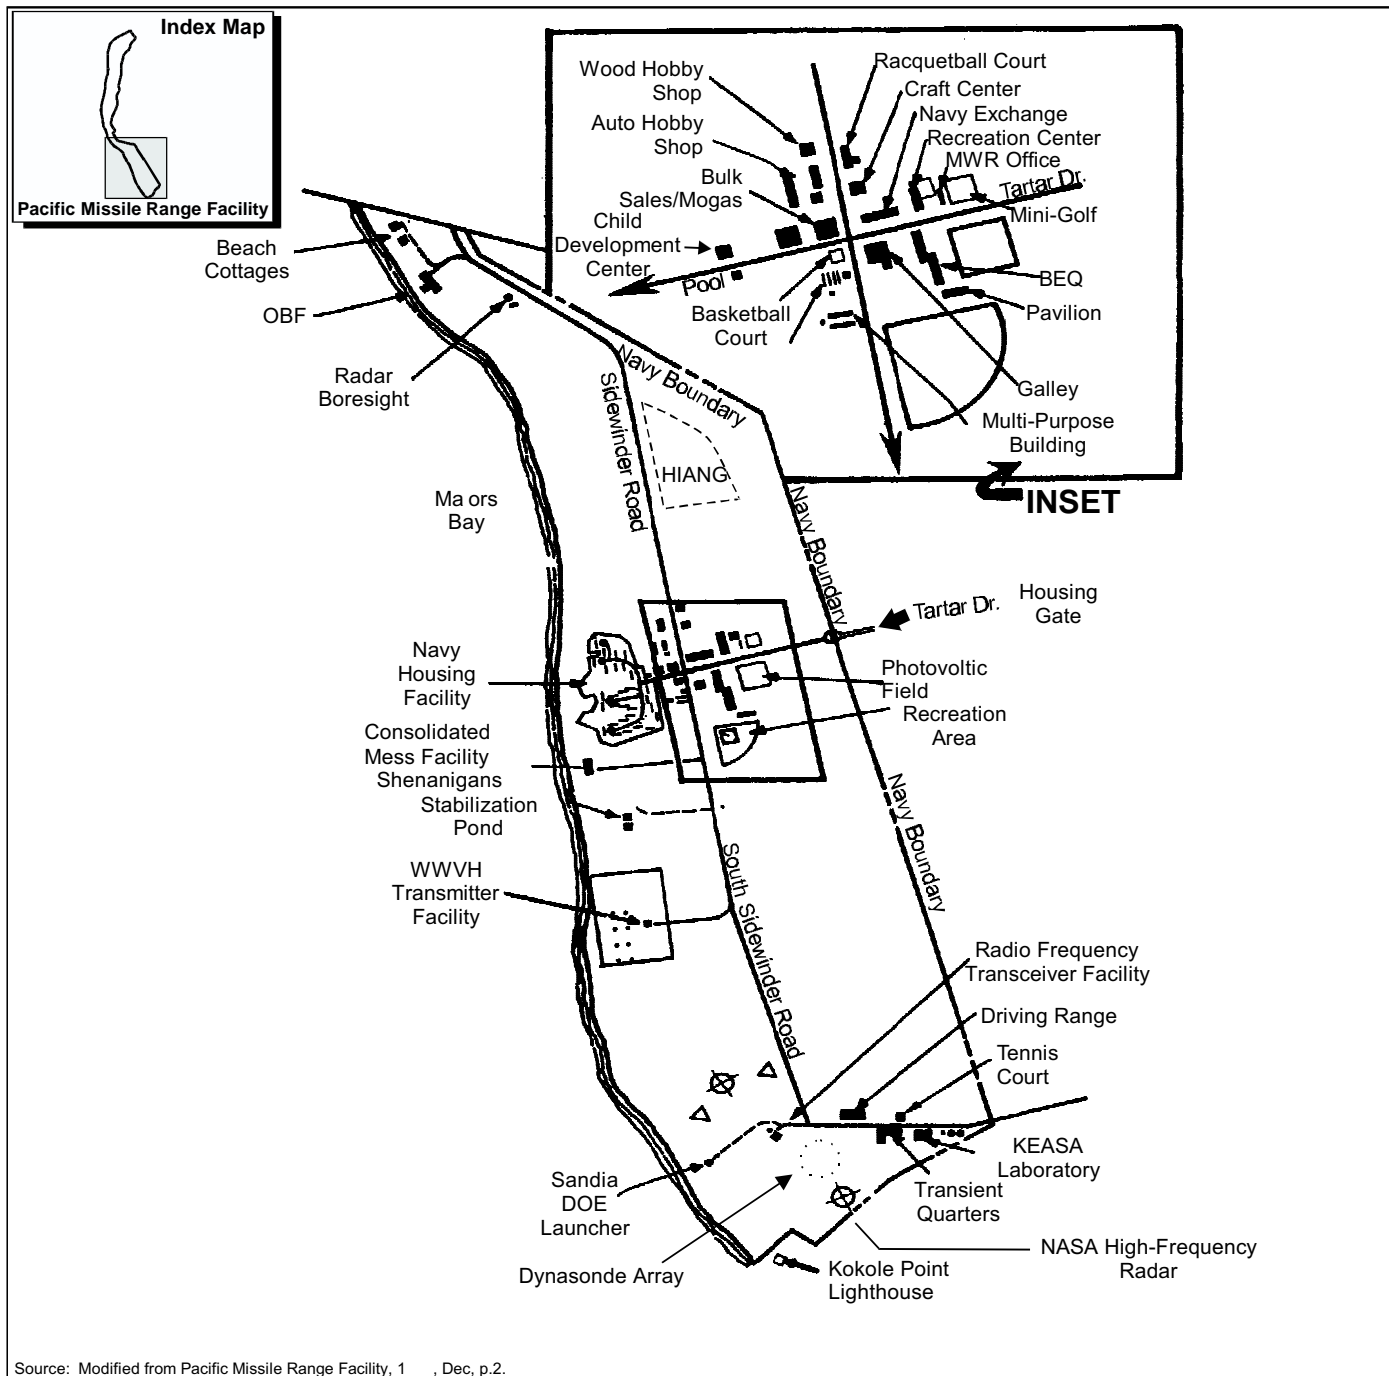 Index Map
Pacific Missile Range Facility
Wood Hobby
Shop
Auto Hobby
Shop
Bulk
Sales/Mogas
Child
Development
Center
Pool
Basketball
Court
Racquetball Court
Craft Center
Navy Exchange
Recreation Center
MWR Office
Tartar Dr.
Mini-Golf
BEQ
Pavilion
Galley
Multi-Purpose
Building
INSET
Beach
Cottages
OBF
Radar
Boresight
Navy Boundary
Sidewinder Road
HIANG
Ma ors
Bay
Navy Boundary
Tartar Dr.
Housing
Gate
Navy
Housing
Facility
Photovoltic
Field
Recreation
Area
Consolidated
Mess Facility
Shenanigans
Stabilization
Pond
Navy Boundary
WWVH
Transmitter
Facility
South Sidewinder Road
Radio Frequency
Transceiver Facility
Driving Range
Tennis
Court
KEASA
Laboratory
Transient
Quarters
Sandia
DOE
Launcher
Dynasonde Array
NASA High-Frequency
Radar
Kokole Point
Lighthouse
Source: Modified from Pacific Missile Range Facility, 1 , Dec, p.2.